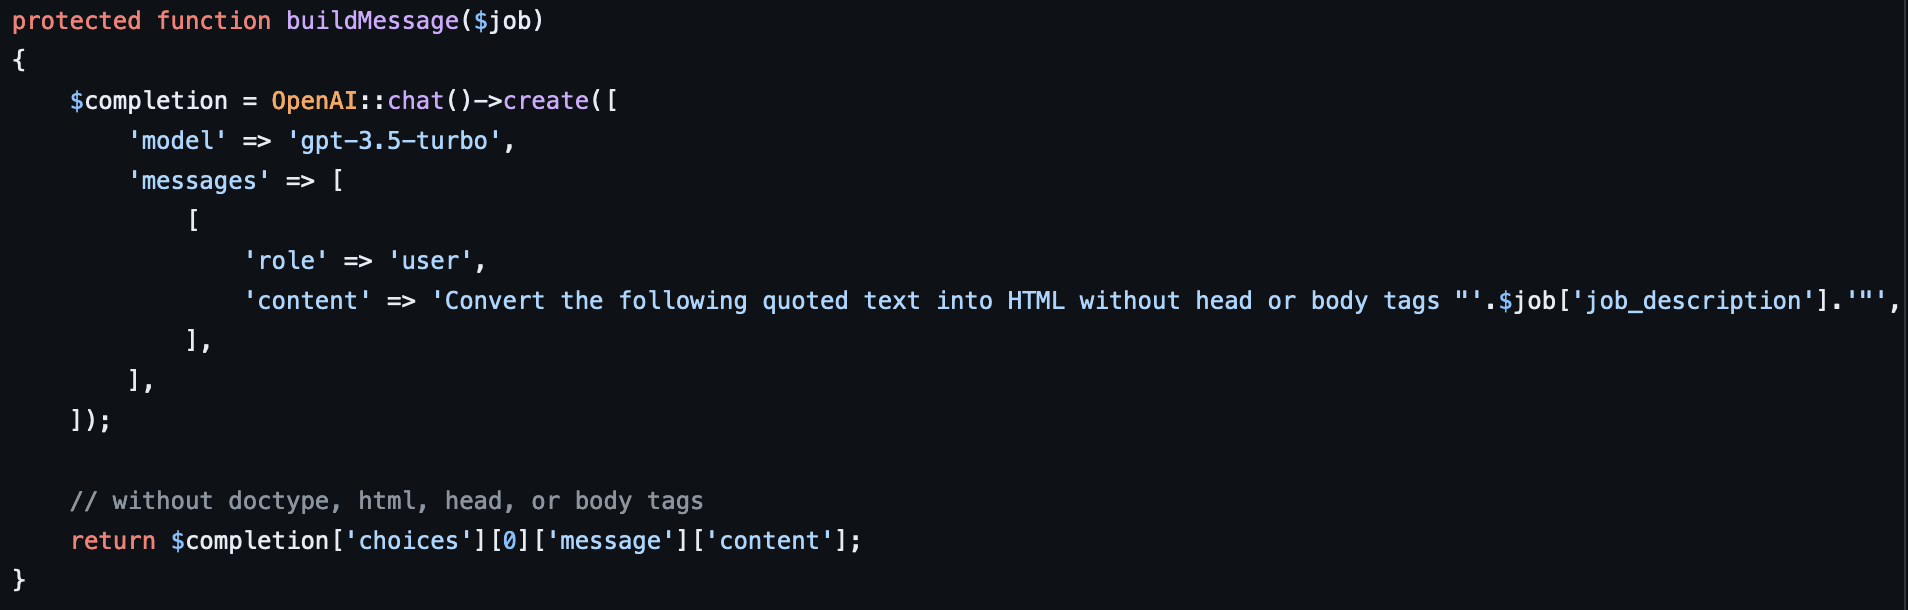 protected function buildMessage($job)
{
    $completion = OpenAI::chat()->create([
        'model' => 'gpt-3.5-turbo',
        'messages' => [
            [
                'role' => 'user',
                'content' => 'Convert the following quoted text into HTML without head or body tags "'.$job['job_description'].'"',
            ],
        ],
    ]);

    // without doctype, html, head, or body tags
    return $completion['choices'][0]['message']['content'];
}